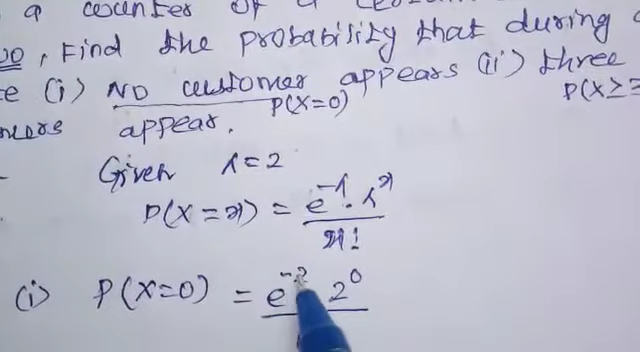 a counter of a
, Find the probability that during
(i) NO customer appears (ii) three
P(X=0) P(X≥
appear.
Given λ=2
P(X=x) = e^-λ . λ^x
x!
(i) P(X=0) = e^-2 2^0